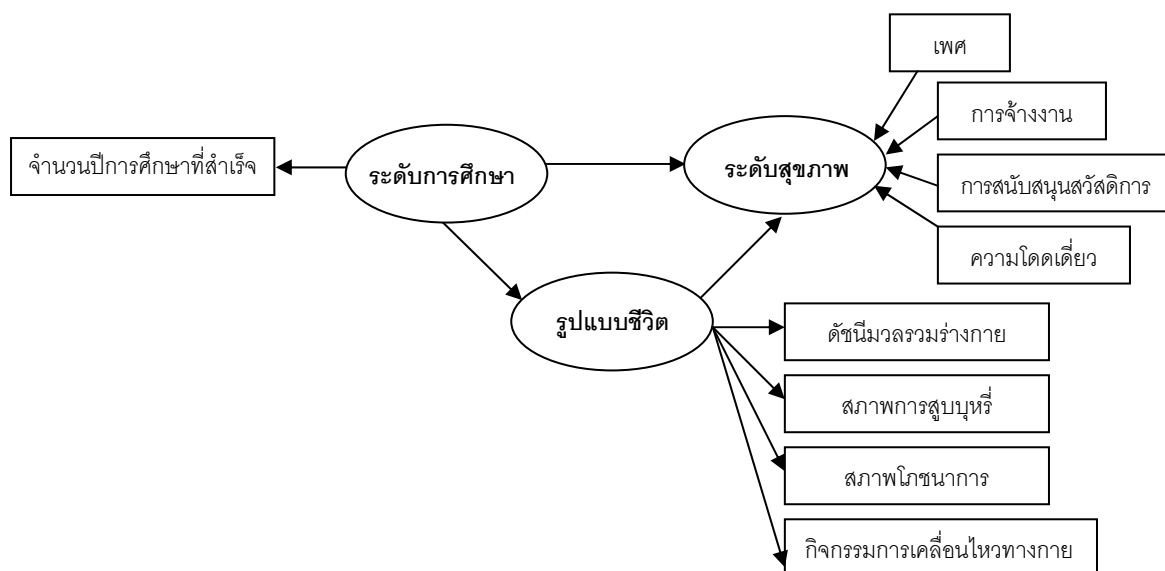 เพศ
การจ้างงาน
จำนวนปีการศึกษาที่สำเร็จ
ระดับการศึกษา
ระดับสุขภาพ
การสนับสนุนสวัสดิการ
ความโดดเดี่ยว
รูปแบบชีวิต
ดัชนีมวลรวมร่างกาย
สภาพการสูบบุหรี่
สภาพโภชนาการ
กิจกรรมการเคลื่อนไหวทางกาย